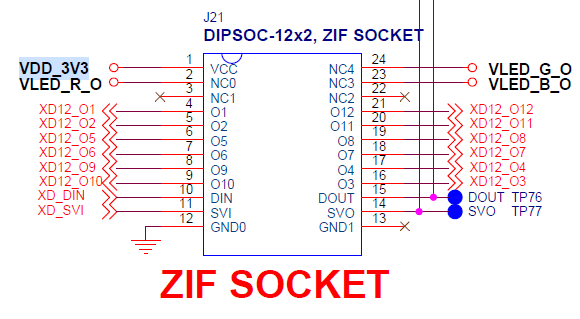 J21
DIPSOC-12x2, ZIF SOCKET
VDD_3V3 1 VCC NC4 24 VLED_G_O
VLED_R_O 2 NC0 NC3 23 VLED_B_O
3 NC1 NC2 22
XD12_O1 4 O1 O12 21 XD12_O12
XD12_O2 5 O2 O11 20 XD12_O11
XD12_O5 6 O5 O8 19 XD12_O8
XD12_O6 7 O6 O7 18 XD12_O7
XD12_O9 8 O9 O4 17 XD12_O4
XD12_O10 9 O10 O3 16 XD12_O3
XD_DIN 10 DIN DOUT 15 DOUT TP76
XD_SVI 11 SVI SVO 14 SVO TP77
12 GND0 GND1 13
ZIF SOCKET